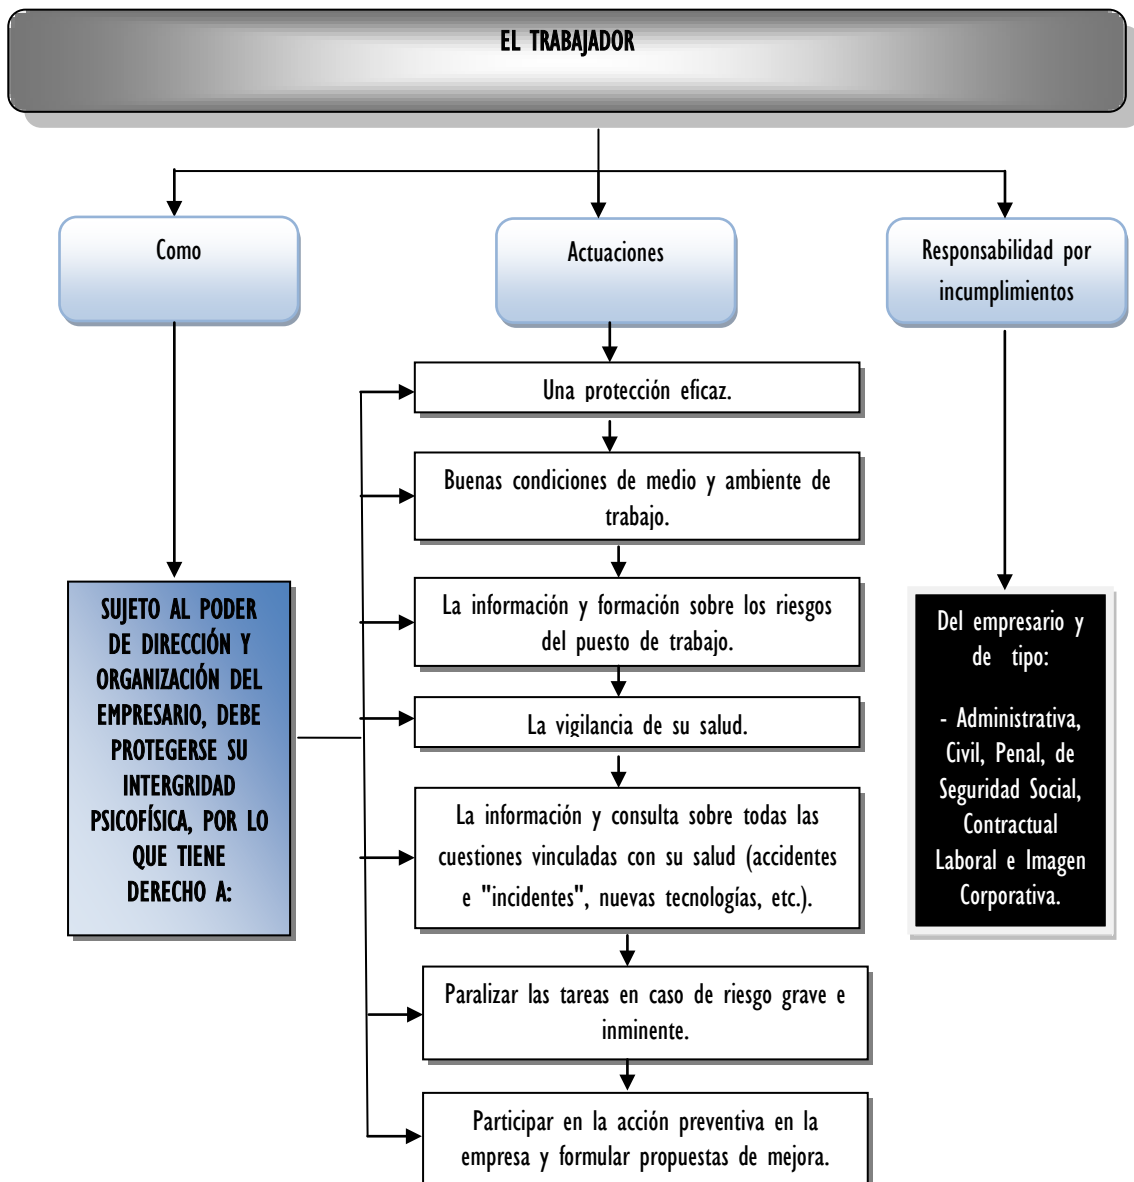 EL TRABAJADOR
Como
Actuaciones
Responsabilidad por
incumplimientos
Una protección eficaz.
Buenas condiciones de medio y ambiente de
trabajo.
La información y formación sobre los riesgos
del puesto de trabajo.
La vigilancia de su salud.
La información y consulta sobre todas las
cuestiones vinculadas con su salud (accidentes
e "incidentes", nuevas tecnologías, etc.).
Paralizar las tareas en caso de riesgo grave e
inminente.
Participar en la acción preventiva en la
empresa y formular propuestas de mejora.
SUJETO AL PODER
DE DIRECCIÓN Y
ORGANIZACIÓN DEL
EMPRESARIO, DEBE
PROTEGERSE SU
INTERGRIDAD
PSICOFÍSICA, POR LO
QUE TIENE
DERECHO A:
Del empresario y
de tipo:
- Administrativa,
Civil, Penal, de
Seguridad Social,
Contractual
Laboral e Imagen
Corporativa.